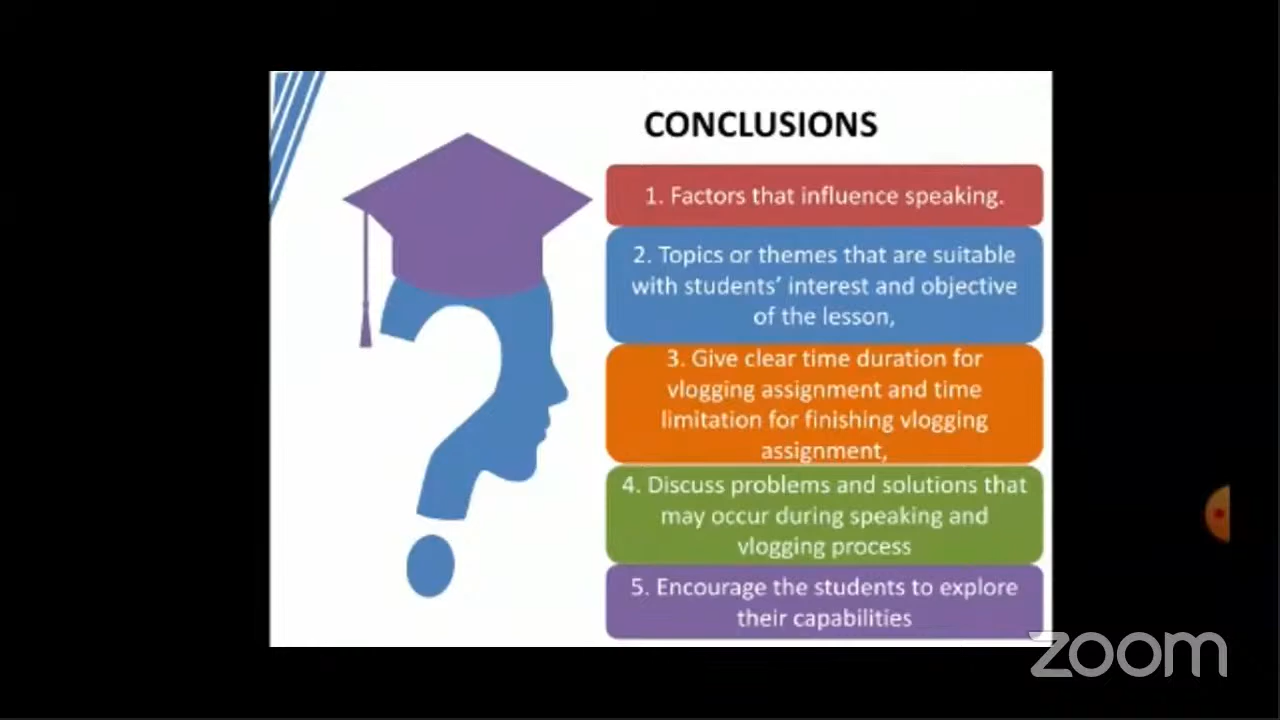 CONCLUSIONS
1. Factors that influence speaking.
2. Topics or themes that are suitable
with students’ interest and objective
of the lesson,
3. Give clear time duration for
vlogging assignment and time
limitation for finishing vlogging
assignment,
4. Discuss problems and solutions that
may occur during speaking and
vlogging process
5. Encourage the students to explore
their capabilities
zoom